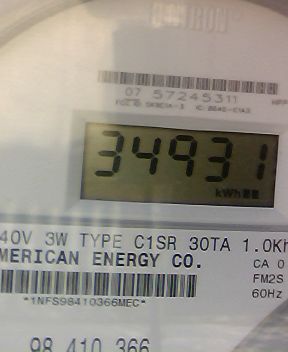 07 57245311
34931
kWh
40V 3W TYPE C1SR 30TA 1.0Kh
MERICAN ENERGY CO.
CA 0
FM2S
60Hz
*1NFS98410366MEC*
98 410 366